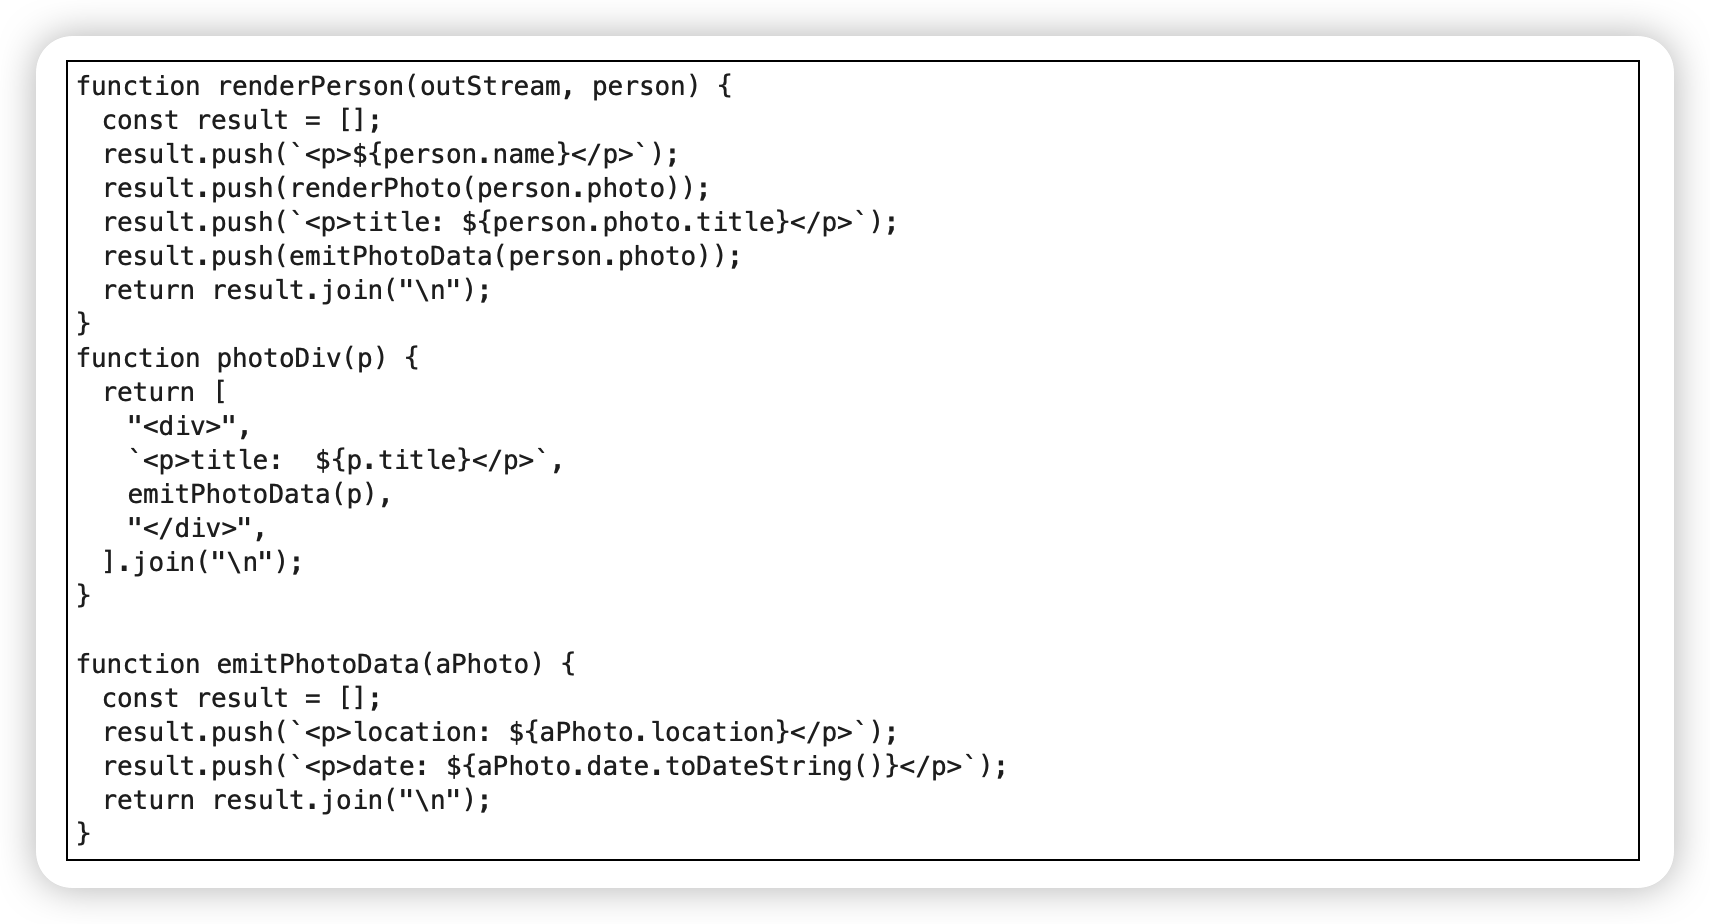 function renderPerson(outStream, person) {
  const result = [];
  result.push(`<p>${person.name}</p>`);
  result.push(renderPhoto(person.photo));
  result.push(`<p>title: ${person.photo.title}</p>`);
  result.push(emitPhotoData(person.photo));
  return result.join("\n");
}
function photoDiv(p) {
  return [
    "<div>",
    `<p>title:  ${p.title}</p>`,
    emitPhotoData(p),
    "</div>",
  ].join("\n");
}

function emitPhotoData(aPhoto) {
  const result = [];
  result.push(`<p>location: ${aPhoto.location}</p>`);
  result.push(`<p>date: ${aPhoto.date.toDateString()}</p>`);
  return result.join("\n");
}